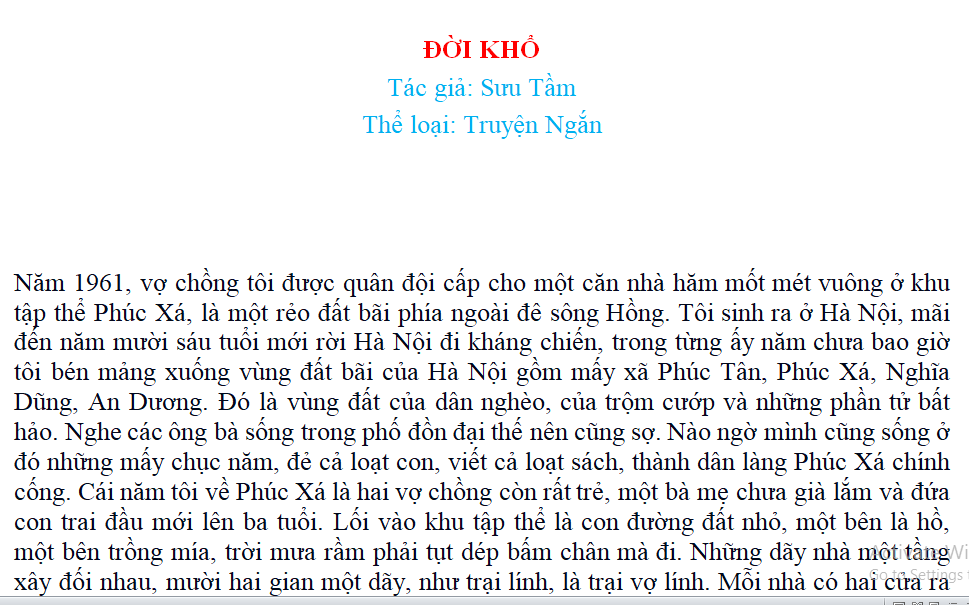 ĐỜI KHỔ
Tác giả: Sưu Tầm
Thể loại: Truyện Ngắn
Năm 1961, vợ chồng tôi được quân đội cấp cho một căn nhà hăm mốt mét vuông ở khu
tập thể Phúc Xá, là một rẻo đất bãi phía ngoài đê sông Hồng. Tôi sinh ra ở Hà Nội, mãi
đến năm mười sáu tuổi mới rời Hà Nội đi kháng chiến, trong từng ấy năm chưa bao giờ
tôi bén mảng xuống vùng đất bãi của Hà Nội gồm mấy xã Phúc Tân, Phúc Xá, Nghĩa
Dũng, An Dương. Đó là vùng đất của dân nghèo, của trộm cướp và những phần tử bất
hảo. Nghe các ông bà sống trong phố đồn đại thế nên cũng sợ. Nào ngờ mình cũng sống ở
đó những mấy chục năm, đẻ cả loạt con, viết cả loạt sách, thành dân làng Phúc Xá chính
cống. Cái năm tôi về Phúc Xá là hai vợ chồng còn rất trẻ, một bà mẹ chưa già lắm và đứa
con trai đầu mới lên ba tuổi. Lối vào khu tập thể là con đường đất nhỏ, một bên là hồ,
một bên trồng mía, trời mưa rầm phải tụt dép bấm chân mà đi. Những dãy nhà một tầng
xây đối nhau, mười hai gian một dãy, như trại lính, là trại vợ lính. Mỗi nhà có hai cửa ra
Activate Wi
Go to Settings t